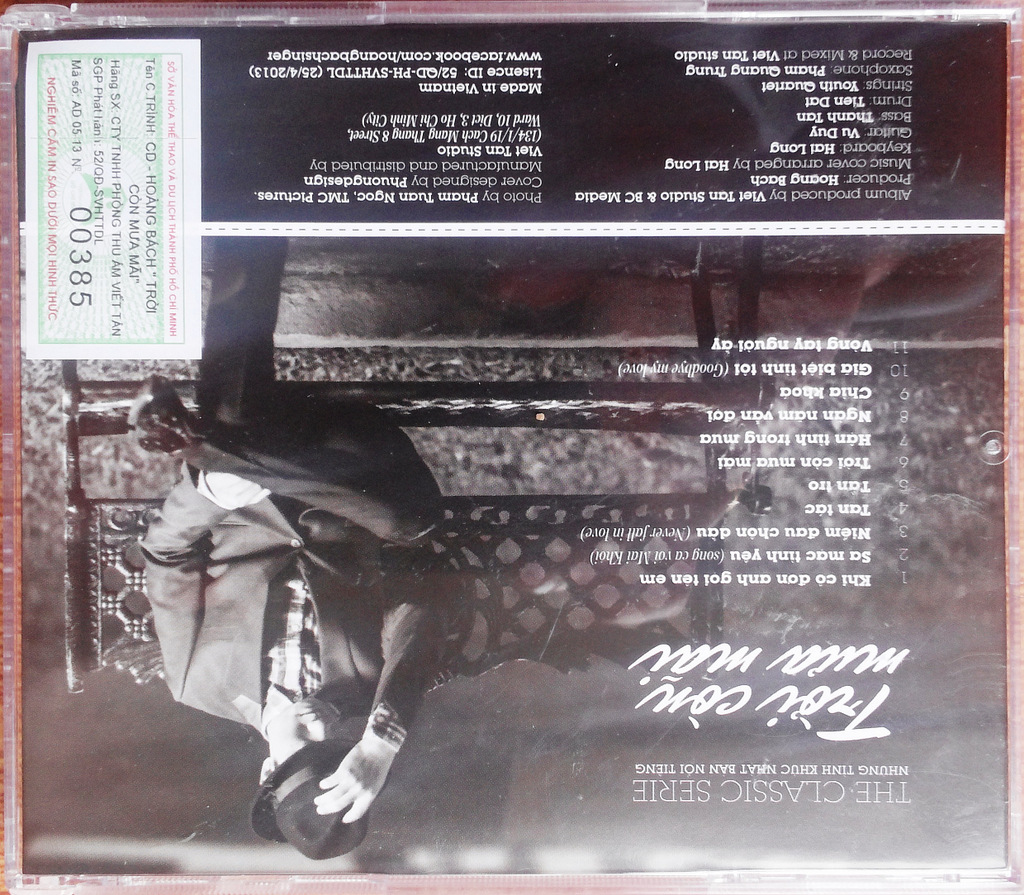 THE CLASSIC SERIE
NHỮNG TÌNH KHÚC NHẬT BẢN NỔI TIẾNG
Trời còn
mưa mãi
1 Khi cô đơn anh gọi tên em
2 Sa mạc tình yêu (song ca với Mai Khôi)
3 Niềm đau chôn dấu (Never fall in love)
4 Tan tác
5 Tàn tro
6 Trời còn mưa mãi
7 Hận tình trong mưa
8 Ngàn năm vẫn đợi
9 Chia khoa
10 Giã biệt tình tôi (Goodbye my love)
11 Vòng tay người ấy
Album produced by Viet Tan Studio & BC Media
Producer: Hoang Bach
Music cover arranged by Hai Long
Keyboard: Hai Long
Guitar: Vu Duy
Bass: Thanh Tan
Drum: Tien Dat
Strings: Youth Quartet
Saxophone: Pham Quang Trung
Record & Mixed at Viet Tan studio
Photo by Pham Tuan Ngoc, TMC Pictures.
Cover designed by Phuongdesign
Manufactured and distributed by
Viet Tan Studio
(134/1/19 Cach Mang Thang 8 Street,
Ward 10, Dict 3, Ho Chi Minh City)
Made in Vietnam
Lisence ID: 52/QD-PH-SVHTTDL (25/4/2013)
www.facebook.com/hoangbachsinger
SỞ VĂN HÓA THỂ THAO VÀ DU LỊCH THÀNH PHỐ HỒ CHÍ MINH
Tên C.TRÌNH: CD - HOÀNG BÁCH " TRỜI
CÒN MƯA MÃI"
Hãng SX: CTY TNHH PHÒNG THU ÂM VIỆT TÂN
SGP Phát hành: 52/QĐ-SVHTTDL
Mã số: AD 05-13 Nº 00385
NGHIÊM CẤM IN SAO DƯỚI MỌI HÌNH THỨC